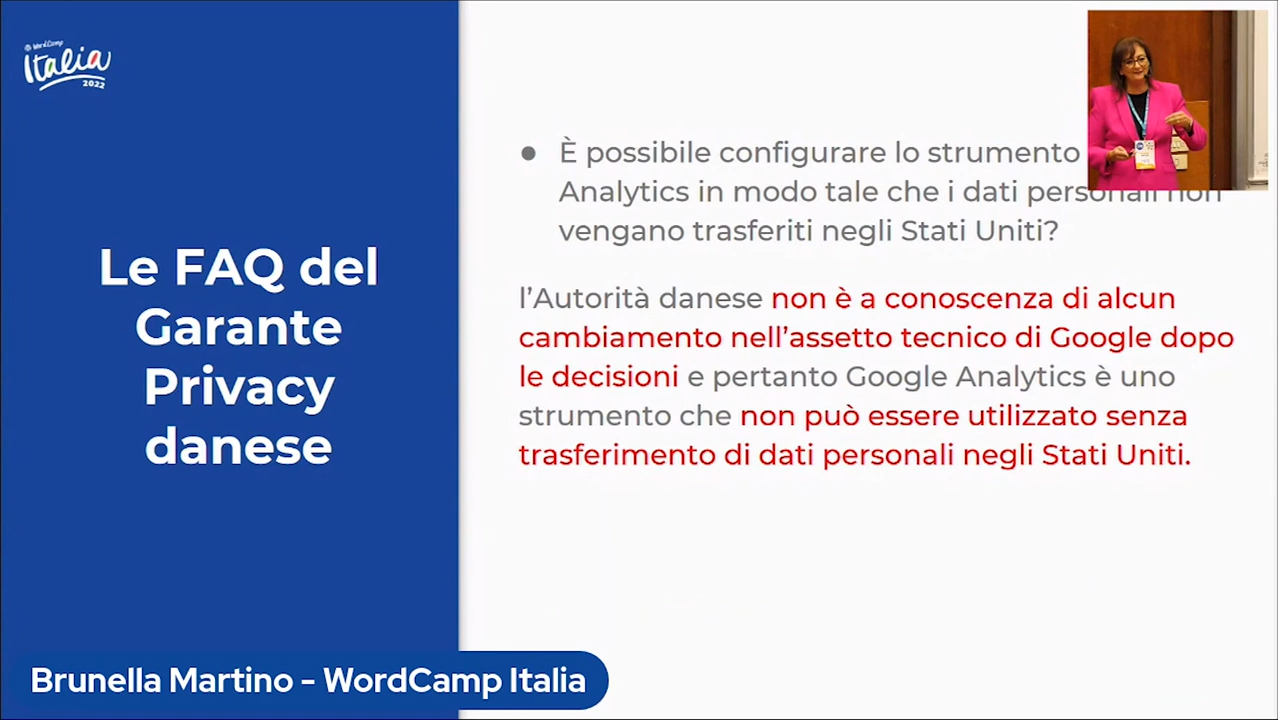 WordCamp
Italia
2022
Le FAQ del
Garante
Privacy
danese
● È possibile configurare lo strumento
Analytics in modo tale che i dati personali non
vengano trasferiti negli Stati Uniti?
l’Autorità danese non è a conoscenza di alcun
cambiamento nell’assetto tecnico di Google dopo
le decisioni e pertanto Google Analytics è uno
strumento che non può essere utilizzato senza
trasferimento di dati personali negli Stati Uniti.
Brunella Martino - WordCamp Italia